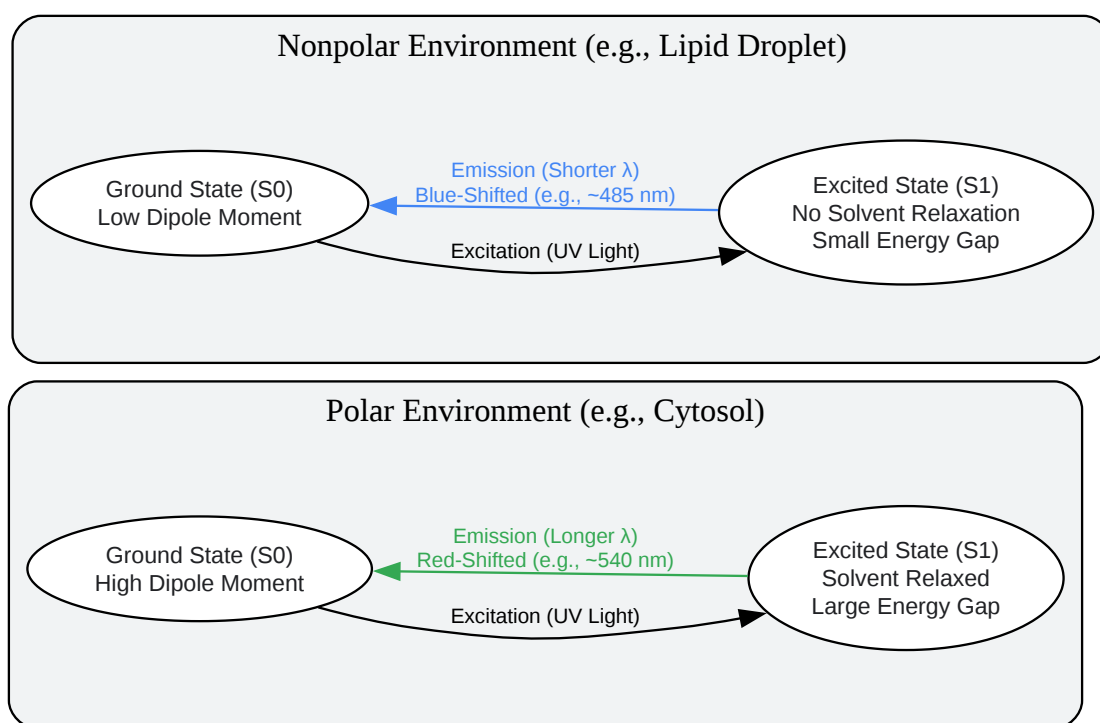 Nonpolar Environment (e.g., Lipid Droplet)
Ground State (S0)
Low Dipole Moment
Emission (Shorter λ)
Blue-Shifted (e.g., ~485 nm)
Excitation (UV Light)
Excited State (S1)
No Solvent Relaxation
Small Energy Gap
Polar Environment (e.g., Cytosol)
Ground State (S0)
High Dipole Moment
Emission (Longer λ)
Red-Shifted (e.g., ~540 nm)
Excitation (UV Light)
Excited State (S1)
Solvent Relaxed
Large Energy Gap